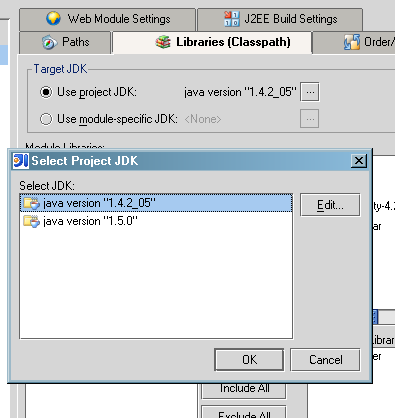 Web Module Settings
J2EE Build Settings
Paths
Libraries (Classpath)
Order/
Target JDK
Use project JDK:
java version "1.4.2_05"
...
Use module-specific JDK:
<None>
...
Module Libraries:
Select Project JDK
Select JDK:
java version "1.4.2_05"
java version "1.5.0"
Edit...
ty-4.2
ar
Librar
er
OK
Cancel
Include All
Exclude All